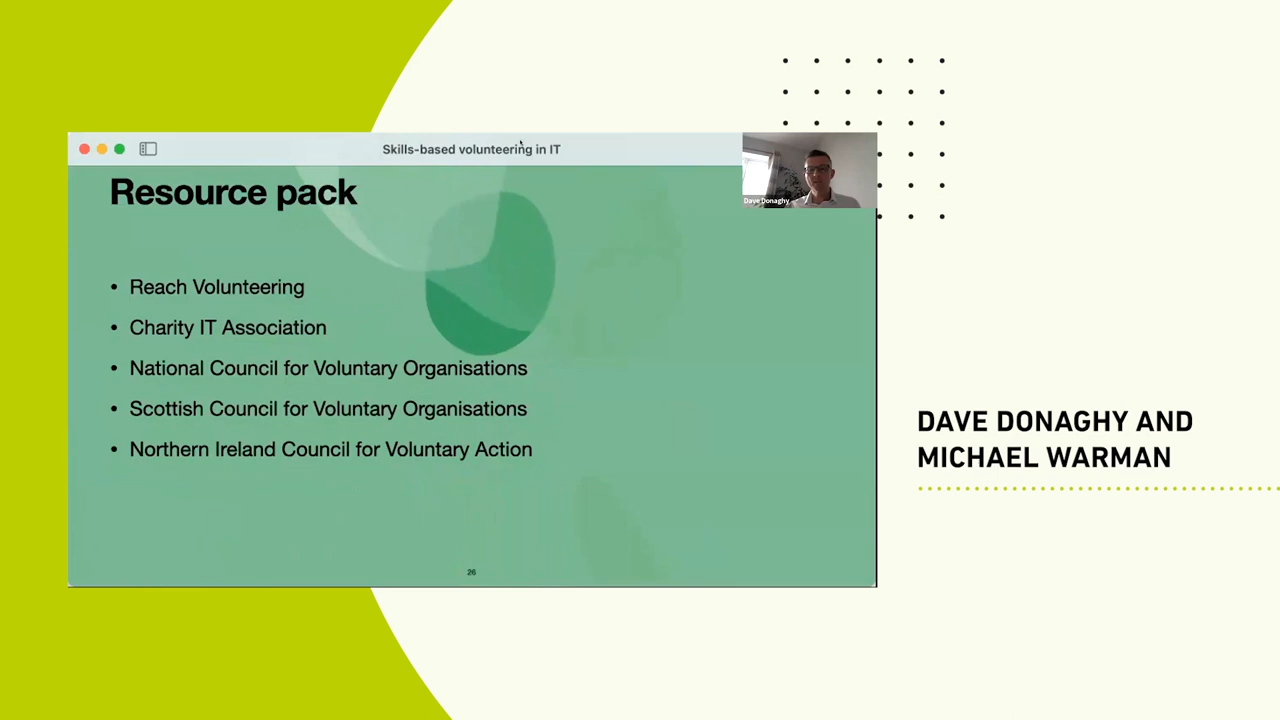 Skills-based volunteering in IT
Dave Donaghy
Resource pack
• Reach Volunteering
• Charity IT Association
• National Council for Voluntary Organisations
• Scottish Council for Voluntary Organisations
• Northern Ireland Council for Voluntary Action
26
DAVE DONAGHY AND
MICHAEL WARMAN